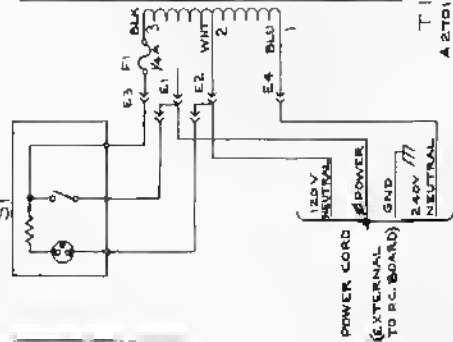 BLK
3
WHT
2
BLU
1
F1
1/4A
E3
E1
E2
E4
S1
T1
A2701
120V
NEUTRAL
POWER
GND
240V
NEUTRAL
POWER CORD
(EXTERNAL
TO P.C. BOARD)